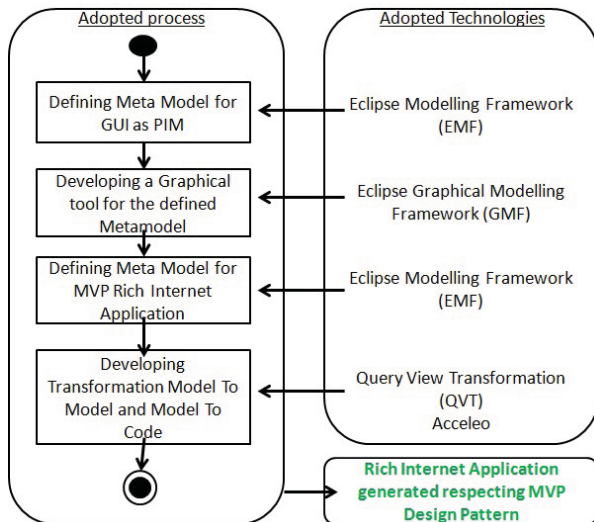 Adopted process
Defining Meta Model for
GUI as PIM
Developing a Graphical
tool for the defined
Metamodel
Defining Meta Model for
MVP Rich Internet
Application
Developing
Transformation Model To
Model and Model To
Code
Adopted Technologies
Eclipse Modelling Framework
(EMF)
Eclipse Graphical Modelling
Framework (GMF)
Eclipse Modelling Framework
(EMF)
Query View Transformation
(QVT)
Acceleo
Rich Internet Application
generated respecting MVP
Design Pattern